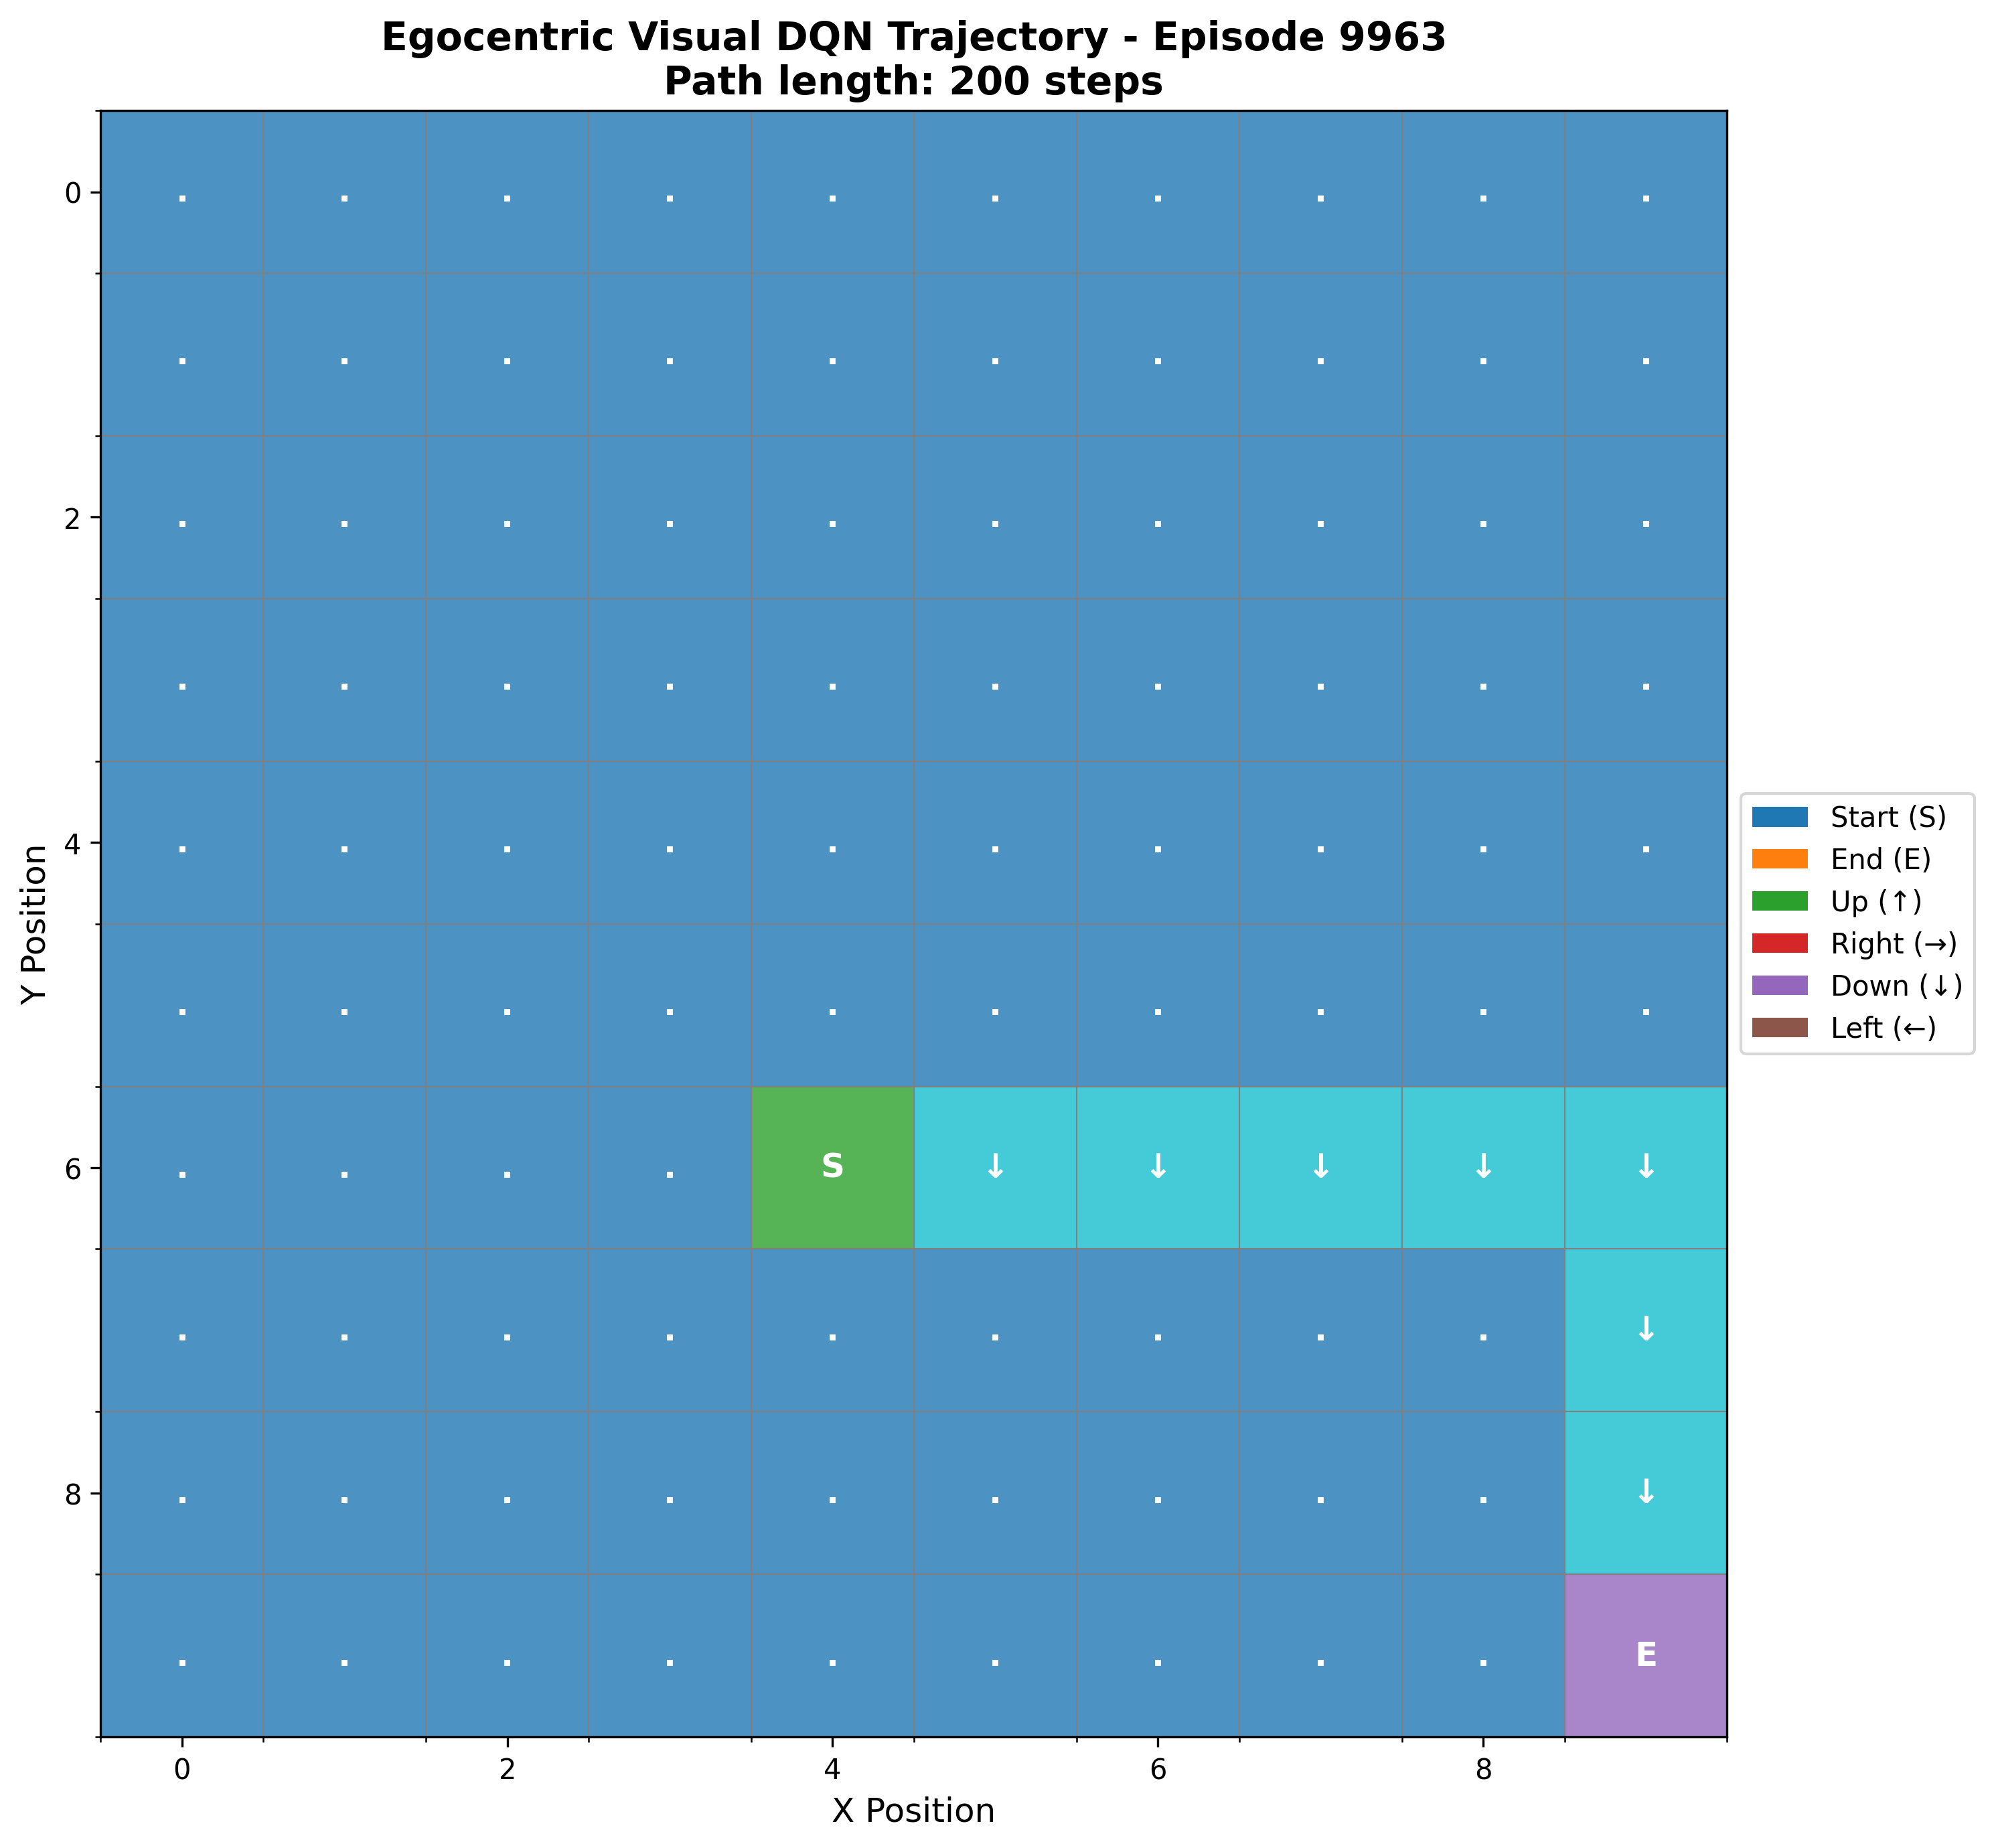 Egocentric Visual DQN Trajectory - Episode 9963
Path length: 200 steps
Y Position
0
2
4
6
8
. . . . . . . . . .
. . . . . . . . . .
. . . . . . . . . .
. . . . . . . . . .
. . . . . . . . . .
. . . . . . . . . .
. . . . S ↓ ↓ ↓ ↓ ↓
. . . . . . . . . ↓
. . . . . . . . . ↓
. . . . . . . . . E
0 2 4 6 8
X Position
Start (S)
End (E)
Up (↑)
Right (→)
Down (↓)
Left (←)